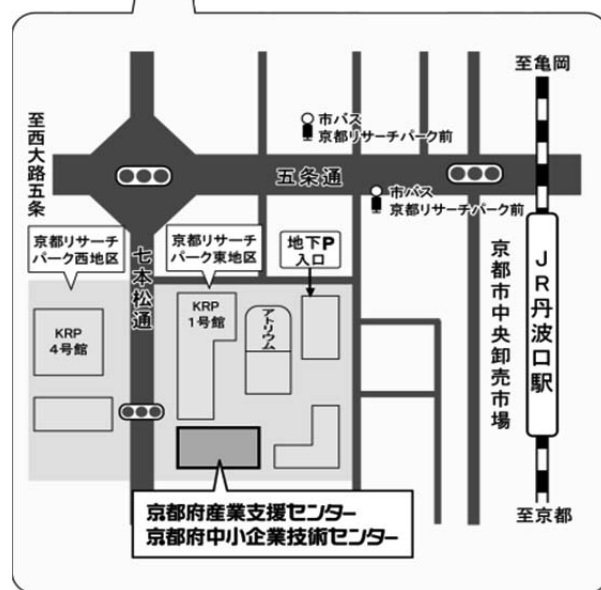 至亀岡
至西大路五条
市バス
京都リサーチパーク前
五条通
市バス
京都リサーチパーク前
京都リサーチ
パーク西地区
七本松通
京都リサーチ
パーク東地区
地下P
入口
京都市中央卸売市場
JR丹波口駅
KRP
4号館
KRP
1号館
アトリウム
京都府産業支援センター
京都府中小企業技術センター
至京都